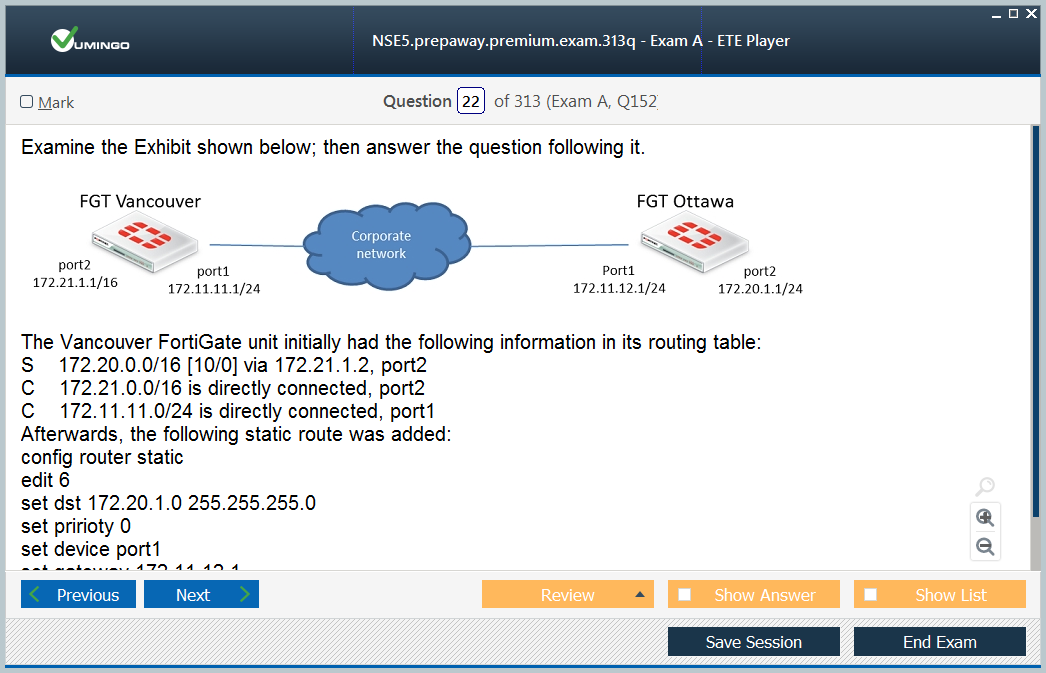 VUMINGO
NSE5.prepaway.premium.exam.313q - Exam A - ETE Player
Mark
Question 22 of 313 (Exam A, Q152)
Examine the Exhibit shown below; then answer the question following it.
FGT Vancouver
FGT Ottawa
Corporate
network
port2
172.21.1.1/16
port1
172.11.11.1/24
Port1
172.11.12.1/24
port2
172.20.1.1/24
The Vancouver FortiGate unit initially had the following information in its routing table:
S 172.20.0.0/16 [10/0] via 172.21.1.2, port2
C 172.21.0.0/16 is directly connected, port2
C 172.11.11.0/24 is directly connected, port1
Afterwards, the following static route was added:
config router static
edit 6
set dst 172.20.1.0 255.255.255.0
set pririoty 0
set device port1
set gateway 172.11.12.1
Previous
Next
Review
Show Answer
Show List
Save Session
End Exam